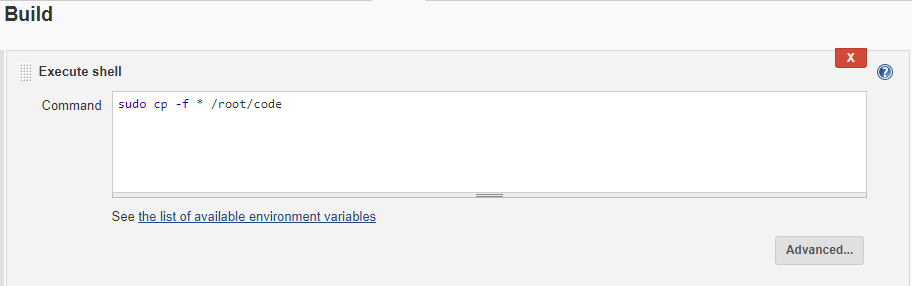 Build
X
Execute shell
?
Command
sudo cp -f * /root/code
See the list of available environment variables
Advanced...